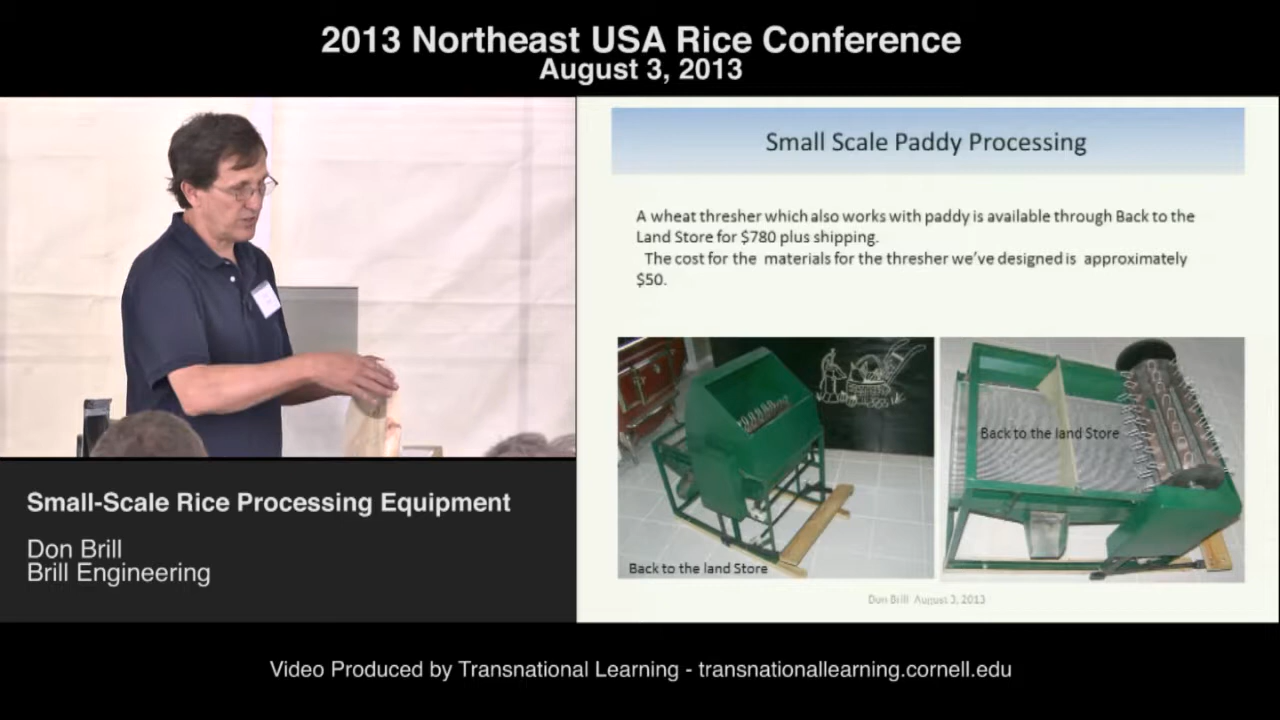 2013 Northeast USA Rice Conference
August 3, 2013
Small Scale Paddy Processing
A wheat thresher which also works with paddy is available through Back to the
Land Store for $780 plus shipping.
The cost for the materials for the thresher we've designed is approximately
$50.
Back to the land Store
Back to the land Store
Don Brill August 3, 2013
Small-Scale Rice Processing Equipment
Don Brill
Brill Engineering
Video Produced by Transnational Learning - transnationallearning.cornell.edu